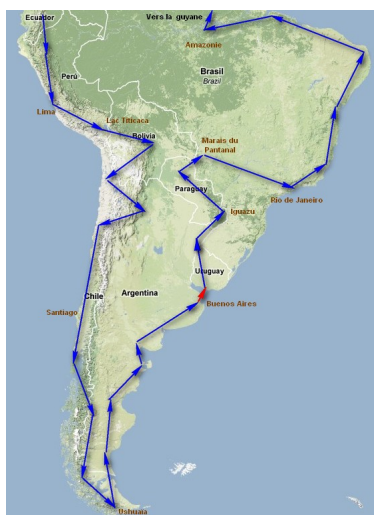 Ecuador
Vers la guyane
Amazonie
Perú
Brasil
Brazil
Lima
Lac Titicaca
Bolivia
Marais du
Pantanal
Paraguay
Iguazu
Rio de Janeiro
Uruguay
Chile
Argentina
Santiago
Buenos Aires
Ushuaia